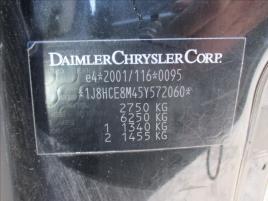 DAIMLERCHRYSLER CORP.
e4*2001/116*0095
*1J8HCE8M45Y572060*
2750 KG
6250 KG
1 1340 KG
2 1455 KG